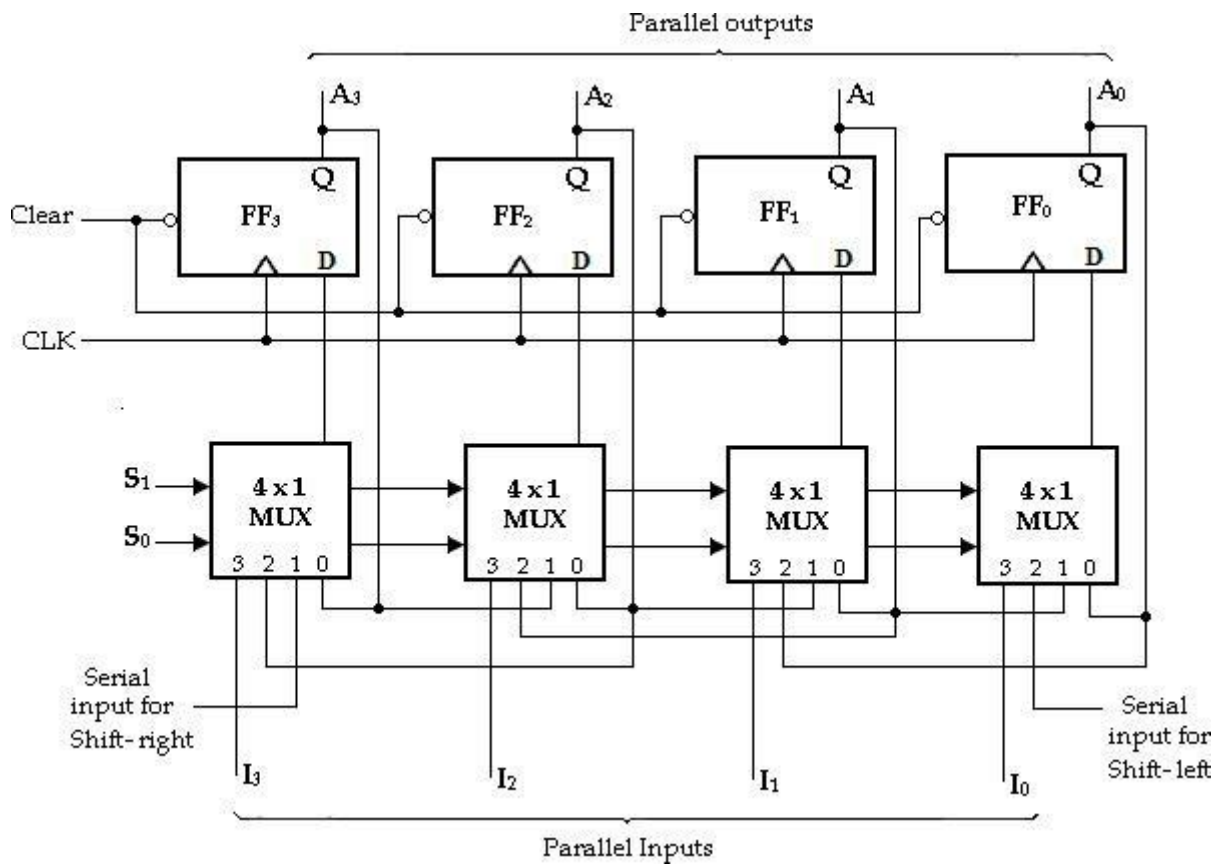 Parallel outputs
A3 A2 A1 A0
Q Q Q Q
Clear FF3 FF2 FF1 FF0
D D D D
CLK
S1 4 x 1 4 x 1 4 x 1 4 x 1
MUX MUX MUX MUX
S0
3 2 1 0 3 2 1 0 3 2 1 0 3 2 1 0
Serial
input for
Shift- right
Serial
input for
Shift- left
I3 I2 I1 I0
Parallel Inputs